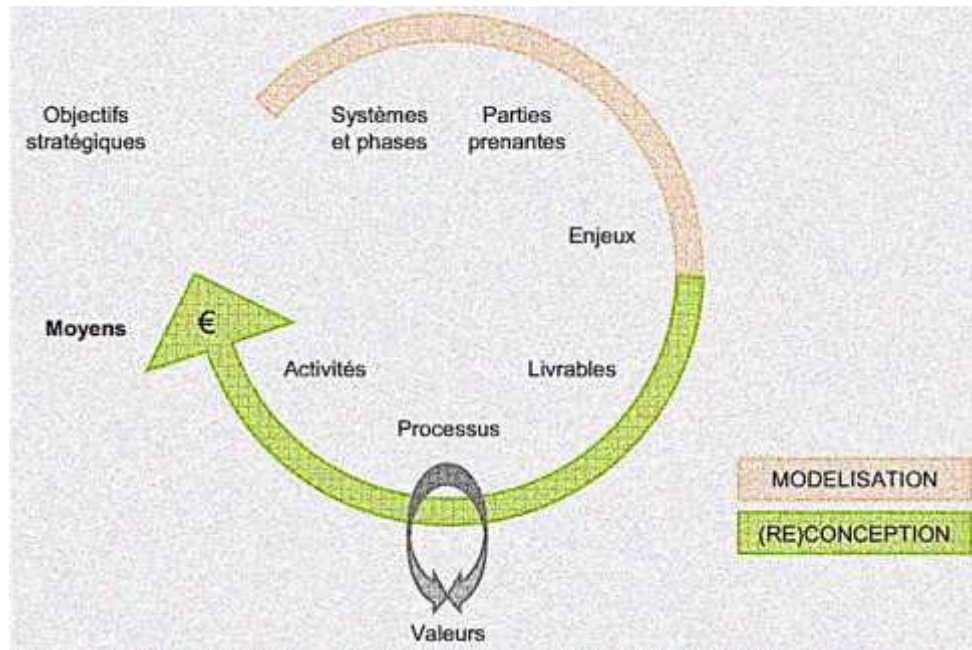 Objectifs
stratégiques
Systèmes
et phases
Parties
prenantes
Enjeux
Moyens
€
Activités
Livrables
Processus
MODELISATION
(RE)CONCEPTION
Valeurs